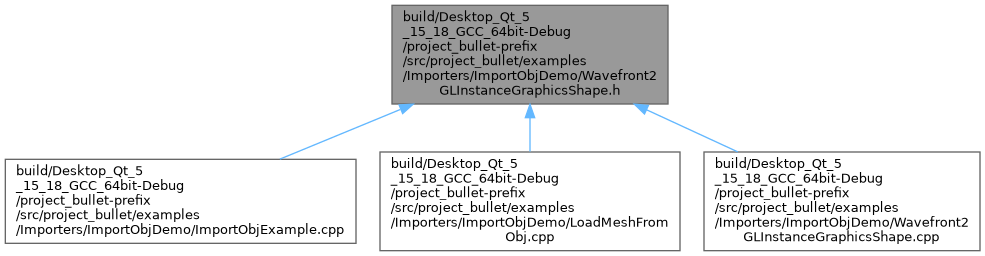 build/Desktop_Qt_5
_15_18_GCC_64bit-Debug
/project_bullet-prefix
/src/project_bullet/examples
/Importers/ImportObjDemo/Wavefront2
GLInstanceGraphicsShape.h
build/Desktop_Qt_5
_15_18_GCC_64bit-Debug
/project_bullet-prefix
/src/project_bullet/examples
/Importers/ImportObjDemo/ImportObjExample.cpp
build/Desktop_Qt_5
_15_18_GCC_64bit-Debug
/project_bullet-prefix
/src/project_bullet/examples
/Importers/ImportObjDemo/LoadMeshFrom
Obj.cpp
build/Desktop_Qt_5
_15_18_GCC_64bit-Debug
/project_bullet-prefix
/src/project_bullet/examples
/Importers/ImportObjDemo/Wavefront2
GLInstanceGraphicsShape.cpp